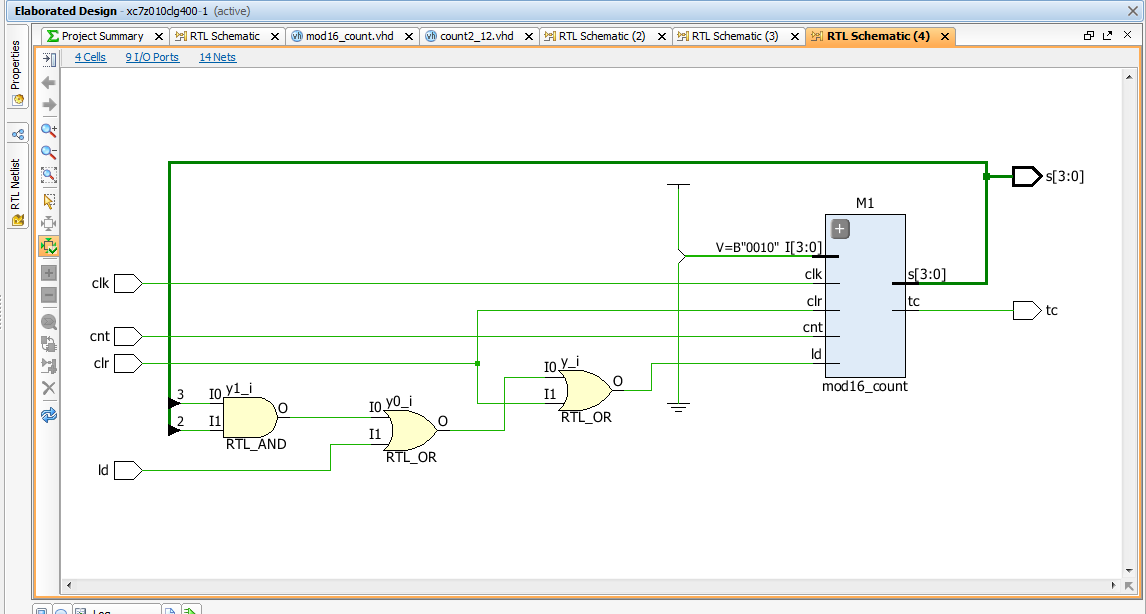 Elaborated Design - xc7z010clg400-1 (active)
Properties
RTL Netlist
Project Summary
RTL Schematic
mod16_count.vhd
count2_12.vhd
RTL Schematic (2)
RTL Schematic (3)
RTL Schematic (4)
4 Cells 9 I/O Ports 14 Nets
s[3:0]
M1
V=B"0010" I[3:0]
clk
clk
s[3:0]
clr
tc
tc
cnt
cnt
clr
ld
mod16_count
I0 y_i
I1
O
RTL_OR
3
2
I0 y1_i
I1
O
RTL_AND
I0 y0_i
I1
O
RTL_OR
ld